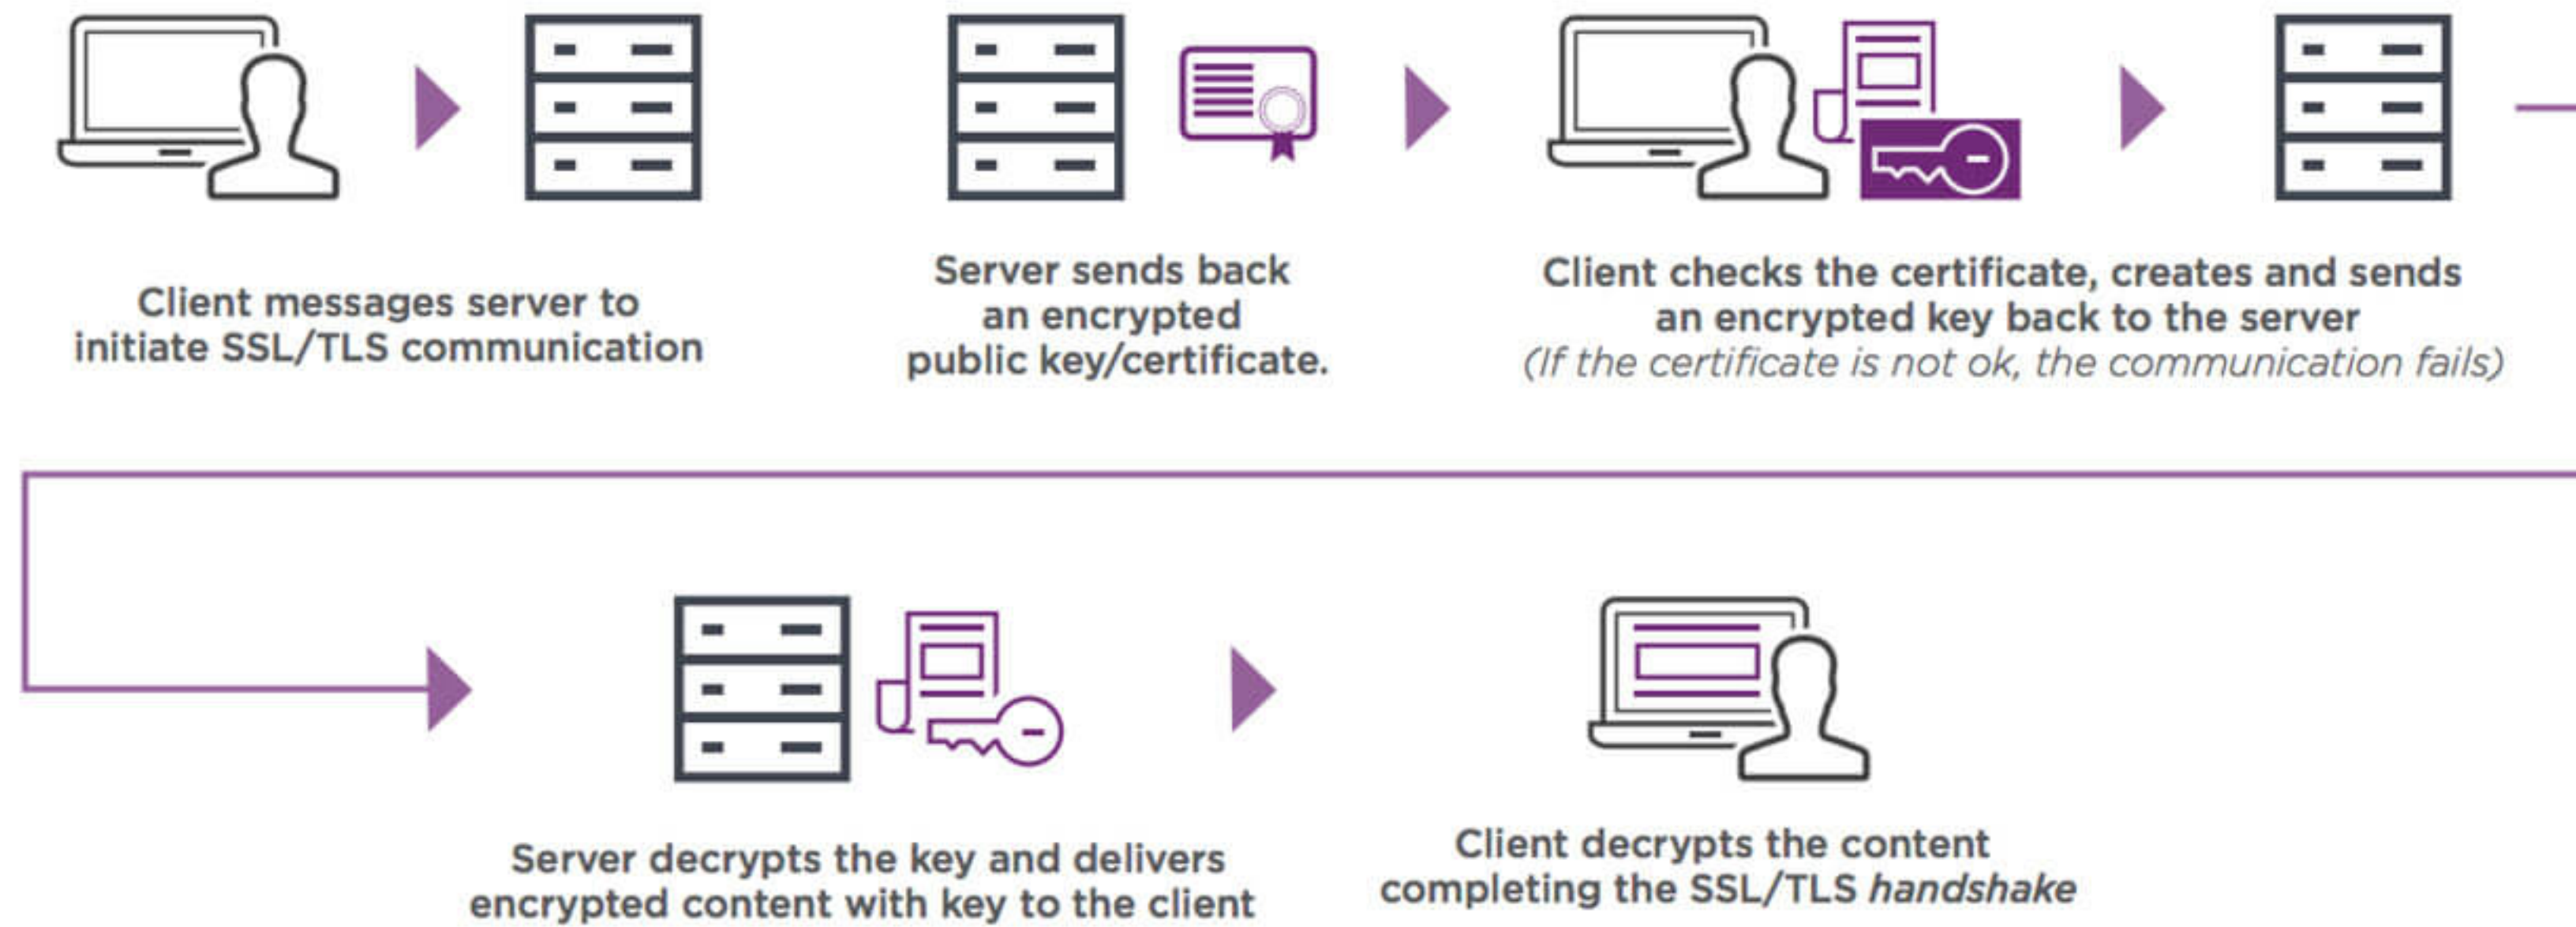 Client messages server to
initiate SSL/TLS communication
Server sends back
an encrypted
public key/certificate.
Client checks the certificate, creates and sends
an encrypted key back to the server
(If the certificate is not ok, the communication fails)
Server decrypts the key and delivers
encrypted content with key to the client
Client decrypts the content
completing the SSL/TLS handshake